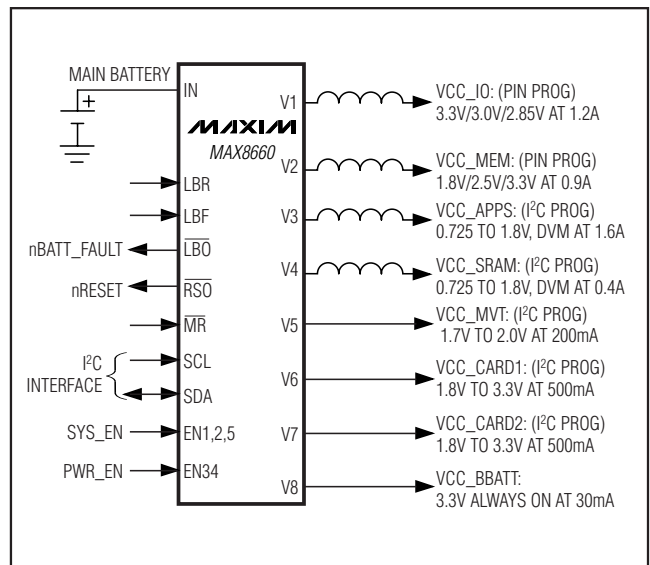 MAIN BATTERY
+
IN
MAXIM
MAX8660
LBR
LBF
nBATT_FAULT
LBO
nRESET
RSO
MR
I²C
INTERFACE
SCL
SDA
SYS_EN
EN1,2,5
PWR_EN
EN34
V1
VCC_IO: (PIN PROG)
3.3V/3.0V/2.85V AT 1.2A
V2
VCC_MEM: (PIN PROG)
1.8V/2.5V/3.3V AT 0.9A
V3
VCC_APPS: (I²C PROG)
0.725 TO 1.8V, DVM AT 1.6A
V4
VCC_SRAM: (I²C PROG)
0.725 TO 1.8V, DVM AT 0.4A
V5
VCC_MVT: (I²C PROG)
1.7V TO 2.0V AT 200mA
V6
VCC_CARD1: (I²C PROG)
1.8V TO 3.3V AT 500mA
V7
VCC_CARD2: (I²C PROG)
1.8V TO 3.3V AT 500mA
V8
VCC_BBATT:
3.3V ALWAYS ON AT 30mA